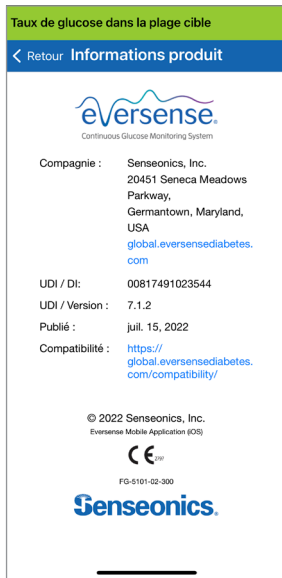 Taux de glucose dans la plage cible
Retour Informations produit
eversense.
Continuous Glucose Monitoring System
Compagnie : Senseonics, Inc.
20451 Seneca Meadows
Parkway,
Germantown, Maryland,
USA
global.eversensediabetes.
com
UDI / DI: 00817491023544
UDI / Version : 7.1.2
Publié : juil. 15, 2022
Compatibilité : https://
global.eversensediabetes.
com/compatibility/
© 2022 Senseonics, Inc.
Eversense Mobile Application (iOS)
CE 2797
FG-5101-02-300
Senseonics.